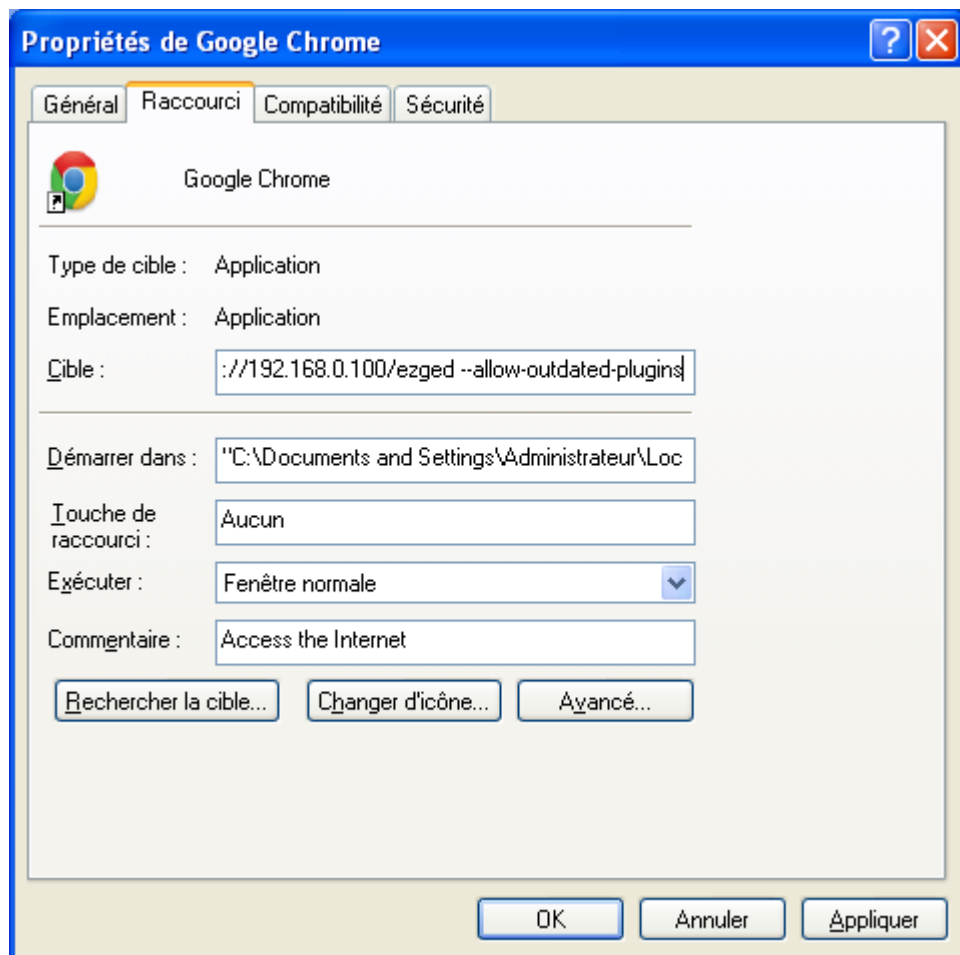 Propriétés de Google Chrome
Général Raccourci Compatibilité Sécurité
Google Chrome
Type de cible : Application
Emplacement : Application
Cible : ://192.168.0.100/ezged --allow-outdated-plugins
Démarrer dans : "C:\Documents and Settings\Administrateur\Loc
Touche de
raccourci : Aucun
Exécuter : Fenêtre normale
Commentaire : Access the Internet
Rechercher la cible... Changer d'icône... Avancé...
OK Annuler Appliquer